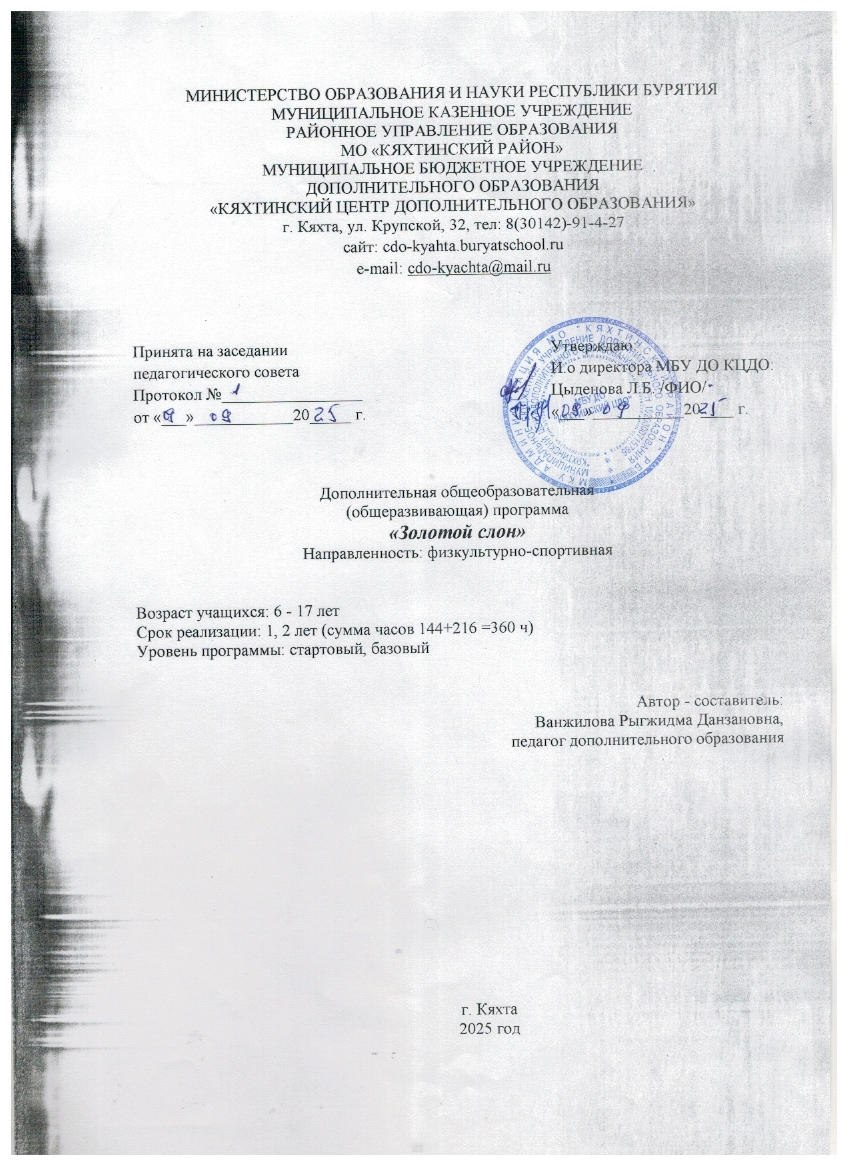 МИНИСТЕРСТВО ОБРАЗОВАНИЯ И НАУКИ РЕСПУБЛИКИ БУРЯТИЯ
МУНИЦИПАЛЬНОЕ КАЗЕННОЕ УЧРЕЖДЕНИЕ
РАЙОННОЕ УПРАВЛЕНИЕ ОБРАЗОВАНИЯ
МО «КЯХТИНСКИЙ РАЙОН»
МУНИЦИПАЛЬНОЕ БЮДЖЕТНОЕ УЧРЕЖДЕНИЕ
ДОПОЛНИТЕЛЬНОГО ОБРАЗОВАНИЯ
«КЯХТИНСКИЙ ЦЕНТР ДОПОЛНИТЕЛЬНОГО ОБРАЗОВАНИЯ»
г. Кяхта, ул. Крупской, 32, тел: 8(30142)-91-4-27
сайт: cdo-kyahta.buryatschool.ru
e-mail: cdo-kyachta@mail.ru
Принята на заседании
педагогического совета
Протокол № 1
от «__» 09 2025 г.
Утверждаю
И.о директора МБУ ДО КЦДО:
Цыденова Л.Б. /ФИО/
«09» 09 2025 г.
Дополнительная общеобразовательная
(общеразвивающая) программа
«Золотой слон»
Направленность: физкультурно-спортивная
Возраст учащихся: 6 - 17 лет
Срок реализации: 1, 2 лет (сумма часов 144+216 =360 ч)
Уровень программы: стартовый, базовый
Автор - составитель:
Ванжилова Рыгжидма Данзановна,
педагог дополнительного образования
г. Кяхта
2025 год